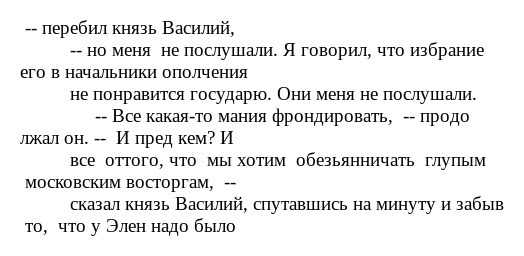 -- перебил князь Василий,
-- но меня  не послушали. Я говорил, что избрание
его в начальники ополчения
не понравится государю. Они меня не послушали.
-- Все какая-то мания фрондировать,  -- продо
лжал он. --  И пред кем? И
все  оттого, что  мы хотим  обезьянничать  глупым
московским восторгам,  --
сказал князь Василий, спутавшись на минуту и забыв
то,  что у Элен надо было